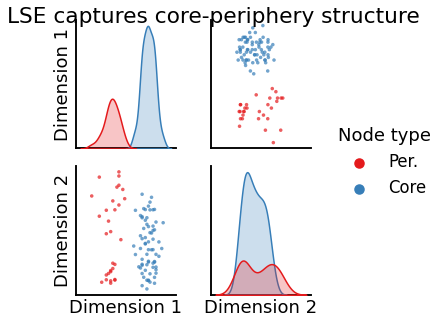 LSE captures core-periphery structure
Dimension 1
Node type
Per.
Core
Dimension 2
Dimension 1
Dimension 2